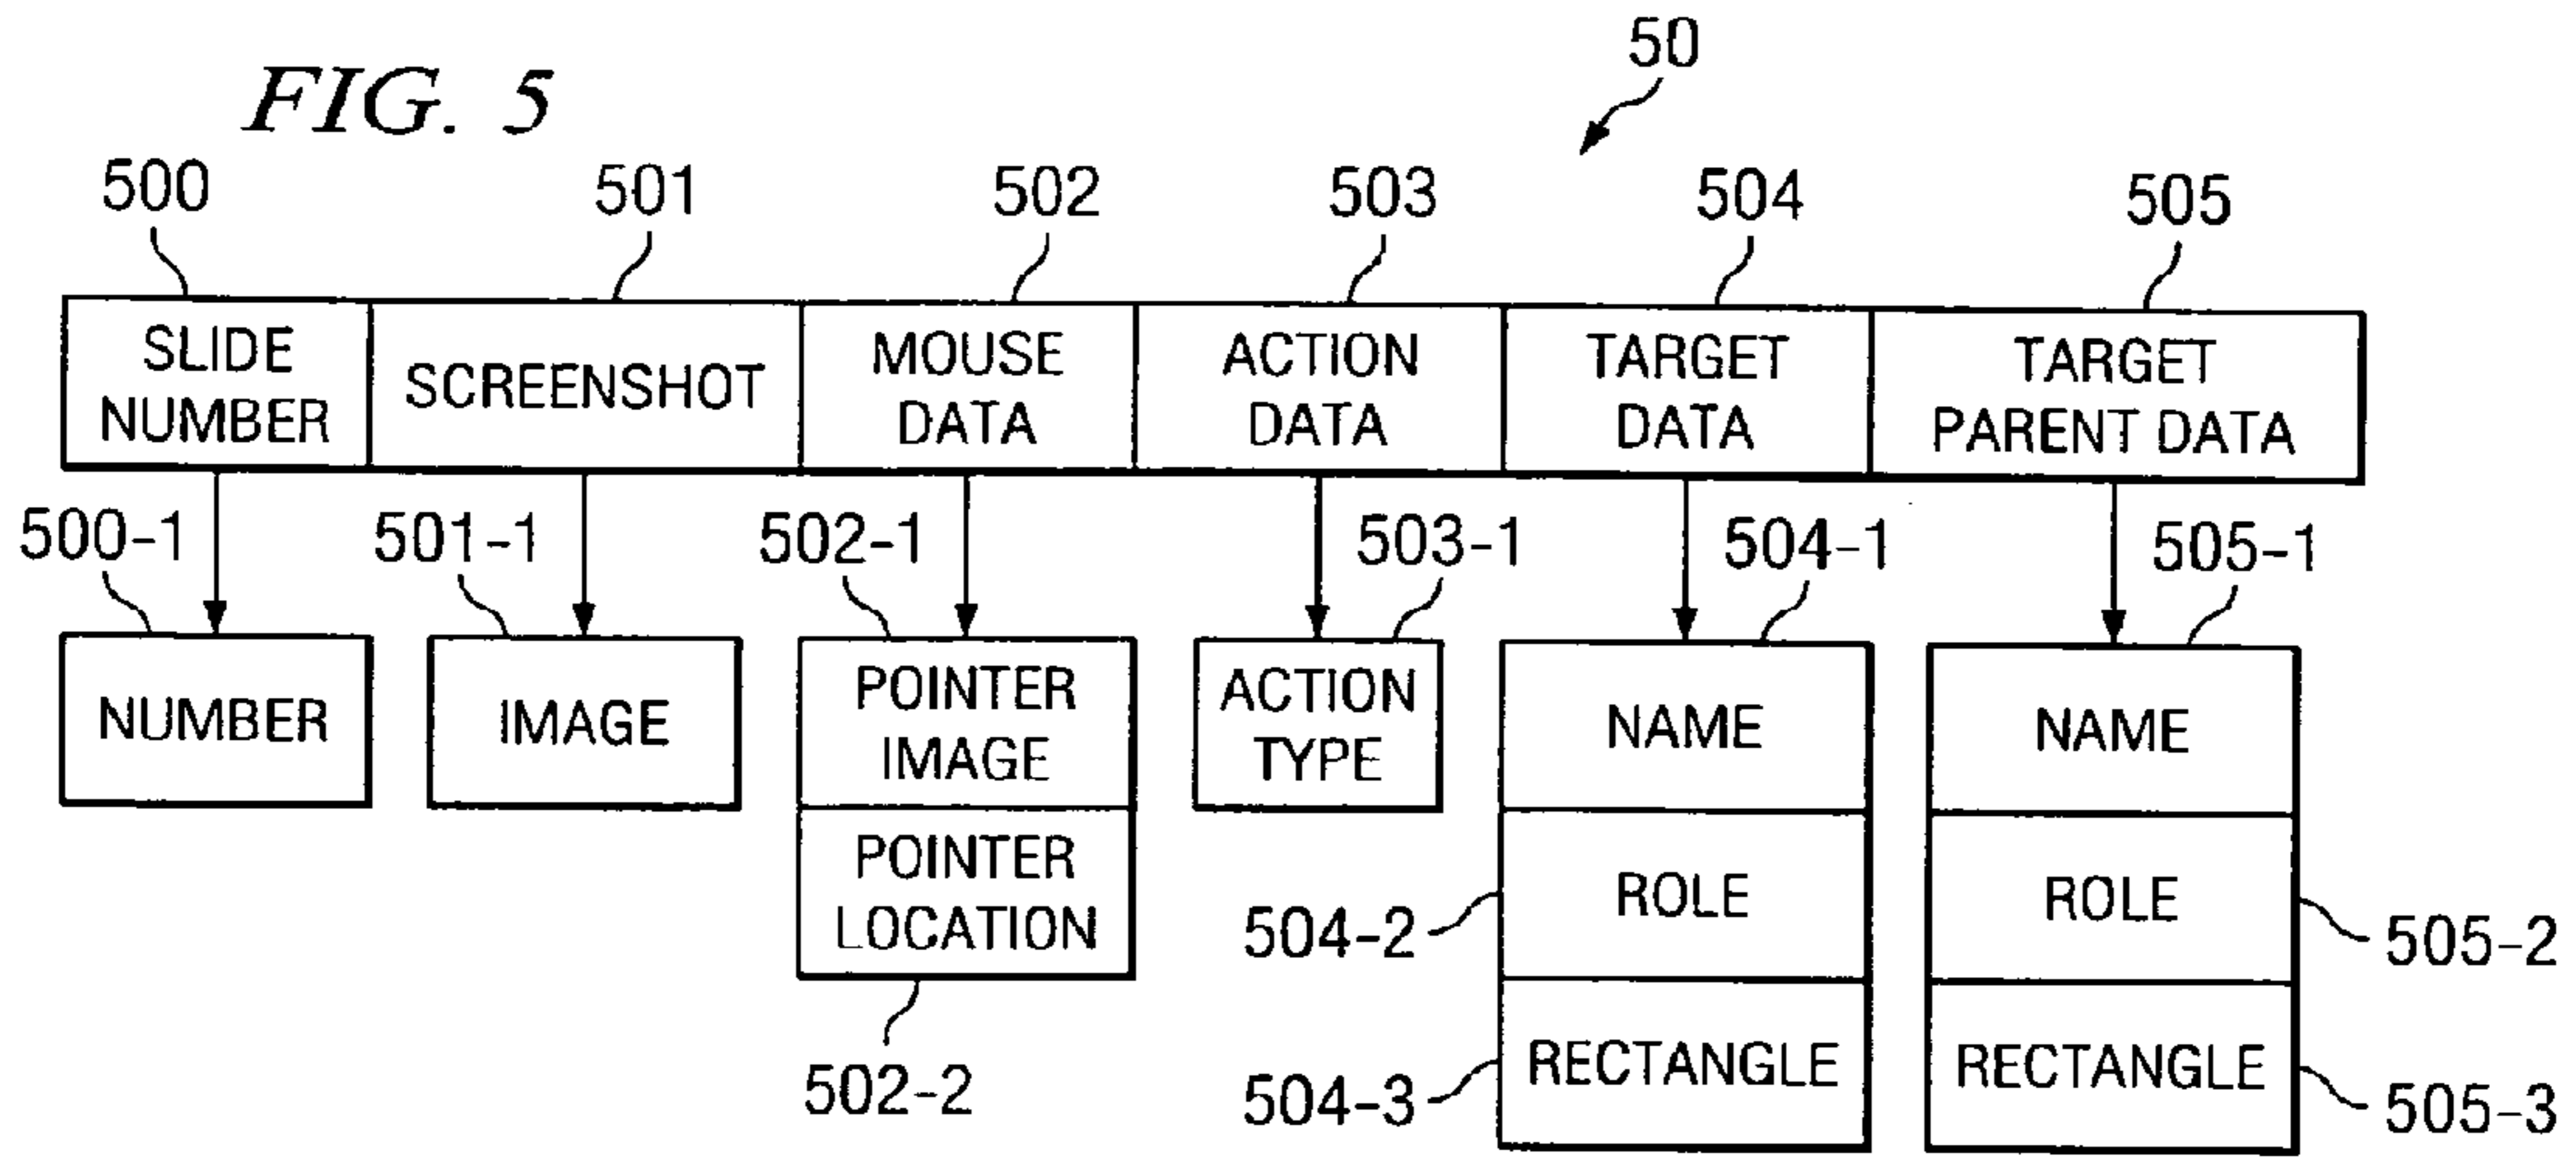 FIG. 5
50
500
501
502
503
504
505
SLIDE
NUMBER
SCREENSHOT
MOUSE
DATA
ACTION
DATA
TARGET
DATA
TARGET
PARENT DATA
500-1
501-1
502-1
503-1
504-1
505-1
NUMBER
IMAGE
POINTER
IMAGE
POINTER
LOCATION
502-2
ACTION
TYPE
NAME
ROLE
RECTANGLE
504-2
504-3
NAME
ROLE
RECTANGLE
505-2
505-3